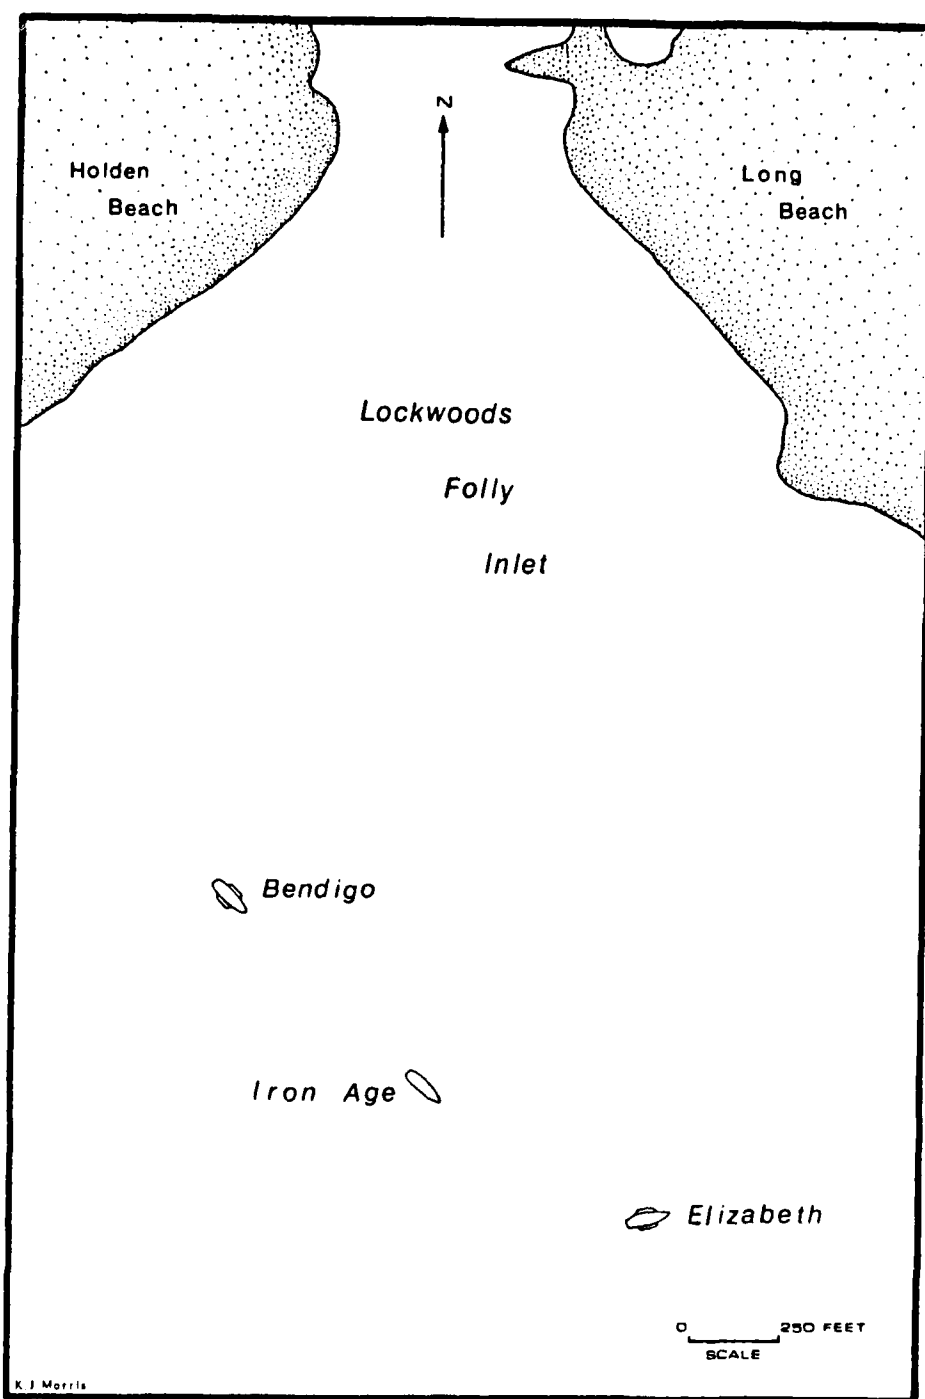 N
Holden
Beach
Long
Beach
Lockwoods
Folly
Inlet
Bendigo
Iron Age
Elizabeth
0 250 FEET
SCALE
K J Morris